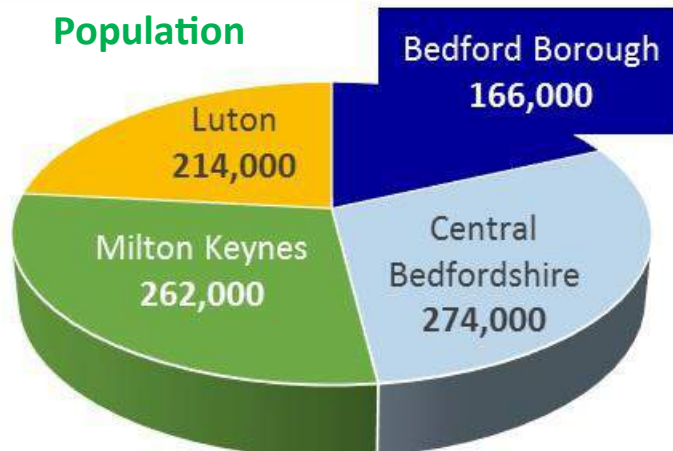 Population
Bedford Borough
166,000
Luton
214,000
Milton Keynes
262,000
Central
Bedfordshire
274,000